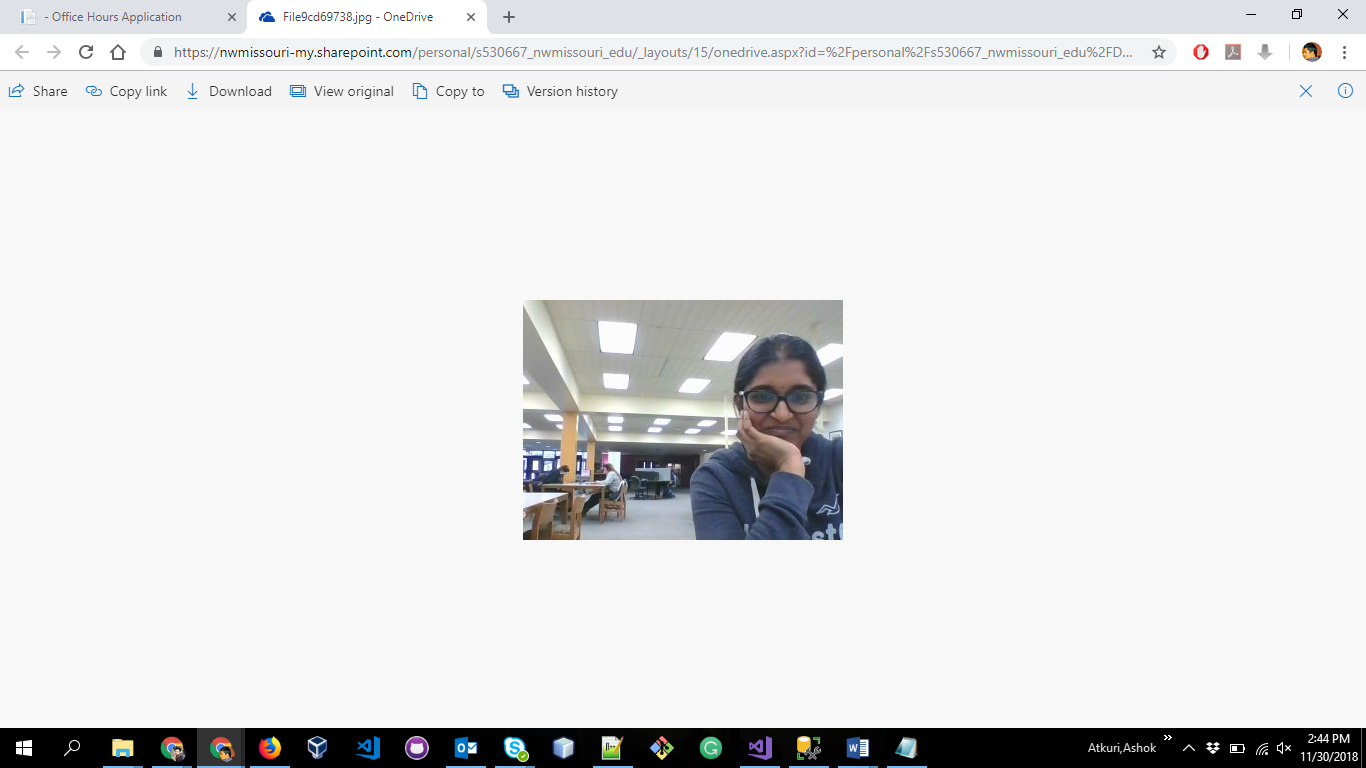 - Office Hours Application
File9cd69738.jpg - OneDrive
https://nwmissouri-my.sharepoint.com/personal/s530667_nwmissouri_edu/_layouts/15/onedrive.aspx?id=%2Fpersonal%2Fs530667_nwmissouri_edu%2FD...
Share
Copy link
Download
View original
Copy to
Version history
Atkuri,Ashok
2:44 PM
11/30/2018